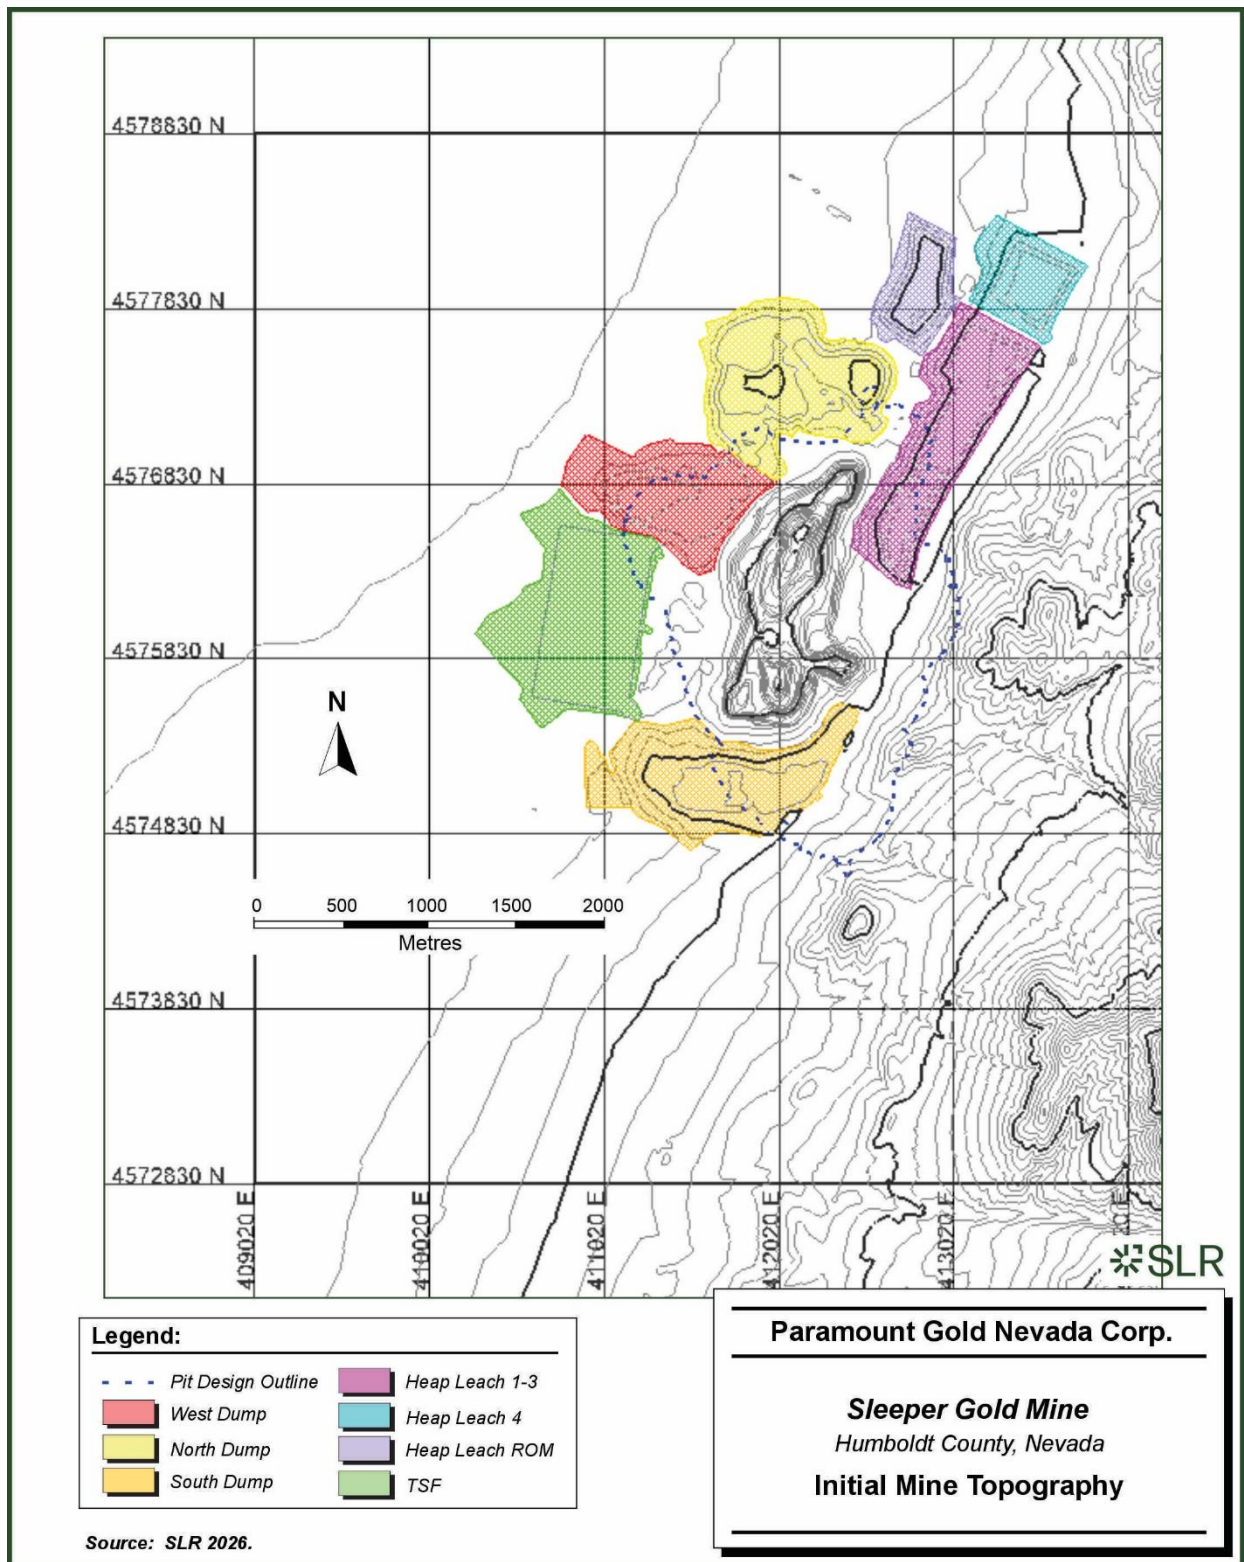 4578830 N
4577830 N
4576830 N
4575830 N
N
4574830 N
0 500 1000 1500 2000
Metres
4573830 N
4572830 N
409020 E
410020 E
411020 E
412020 E
413020 E
20 E
SLR
Legend:
Pit Design Outline
West Dump
North Dump
South Dump
Heap Leach 1-3
Heap Leach 4
Heap Leach ROM
TSF
Paramount Gold Nevada Corp.
Sleeper Gold Mine
Humboldt County, Nevada
Initial Mine Topography
Source: SLR 2026.